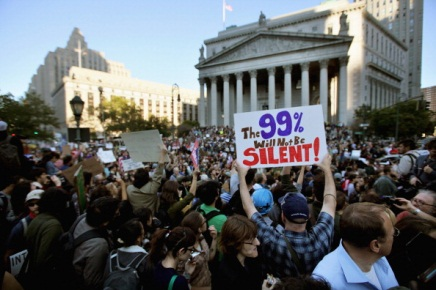 The 99%
Will Not Be
SILENT!